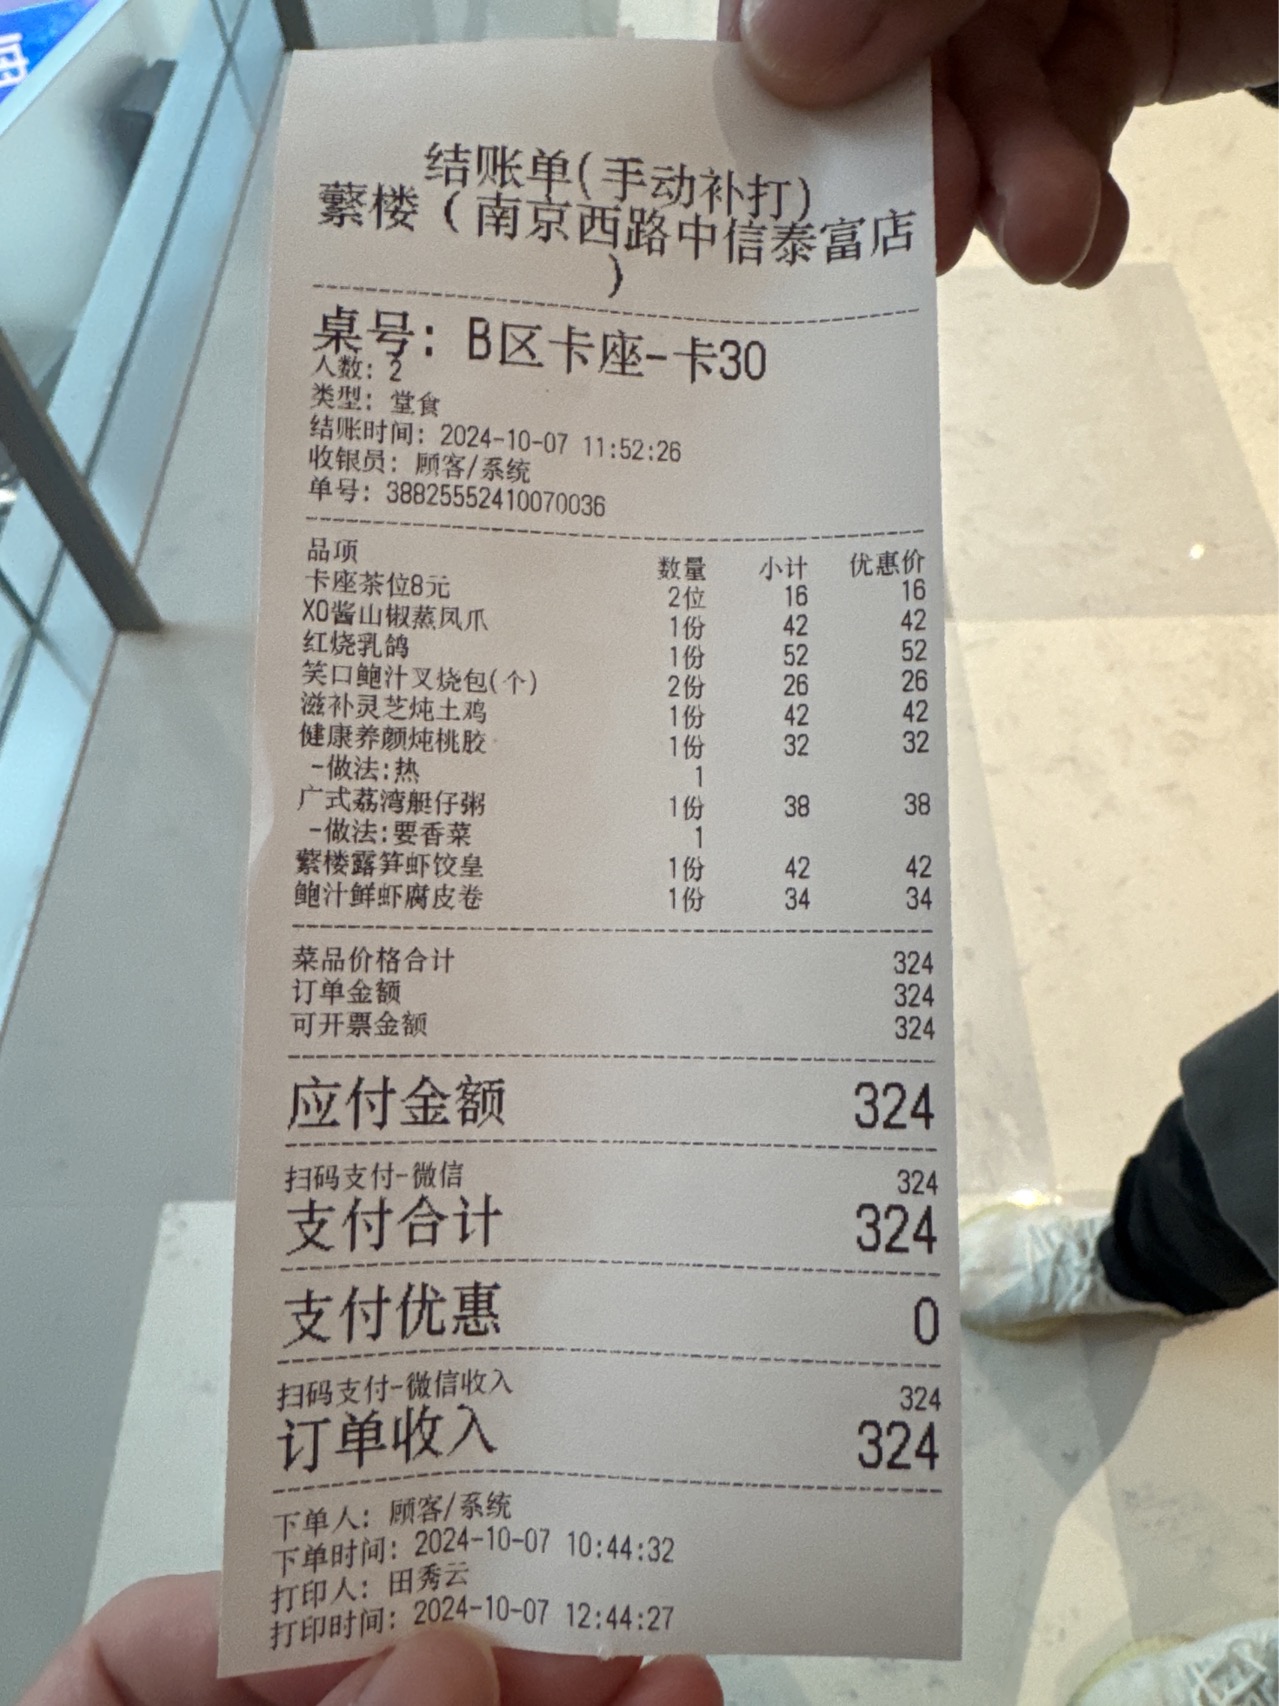 结账单(手动补打)
蘩楼（南京西路中信泰富店
）
桌号: B区卡座-卡30
人数: 2
类型: 堂食
结账时间: 2024-10-07 11:52:26
收银员: 顾客/系统
单号: 38825552410070036
品项 数量 小计 优惠价
卡座茶位8元 2位 16 16
XO酱山椒蒸凤爪 1份 42 42
红烧乳鸽 1份 52 52
笑口鲍汁叉烧包(个) 2份 26 26
滋补灵芝炖土鸡 1份 42 42
健康养颜炖桃胶 1份 32 32
-做法:热 1
广式荔湾艇仔粥 1份 38 38
-做法:要香菜 1
蘩楼露笋虾饺皇 1份 42 42
鲍汁鲜虾腐皮卷 1份 34 34
菜品价格合计 324
订单金额 324
可开票金额 324
应付金额 324
扫码支付-微信 324
支付合计 324
支付优惠 0
扫码支付-微信收入 324
订单收入 324
下单人: 顾客/系统
下单时间: 2024-10-07 10:44:32
打印人: 田秀云
打印时间: 2024-10-07 12:44:27